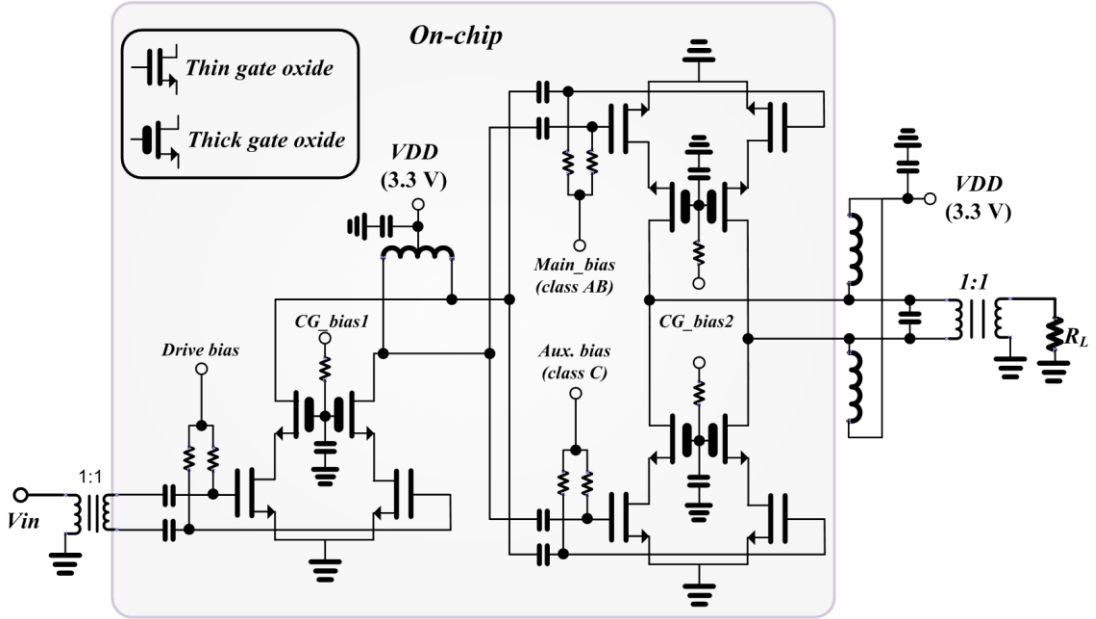 On-chip
Thin gate oxide
Thick gate oxide
VDD
(3.3 V)
VDD
(3.3 V)
Main_bias
(class AB)
1:1
CG_bias1
CG_bias2
R_L
Drive bias
Aux. bias
(class C)
1:1
Vin